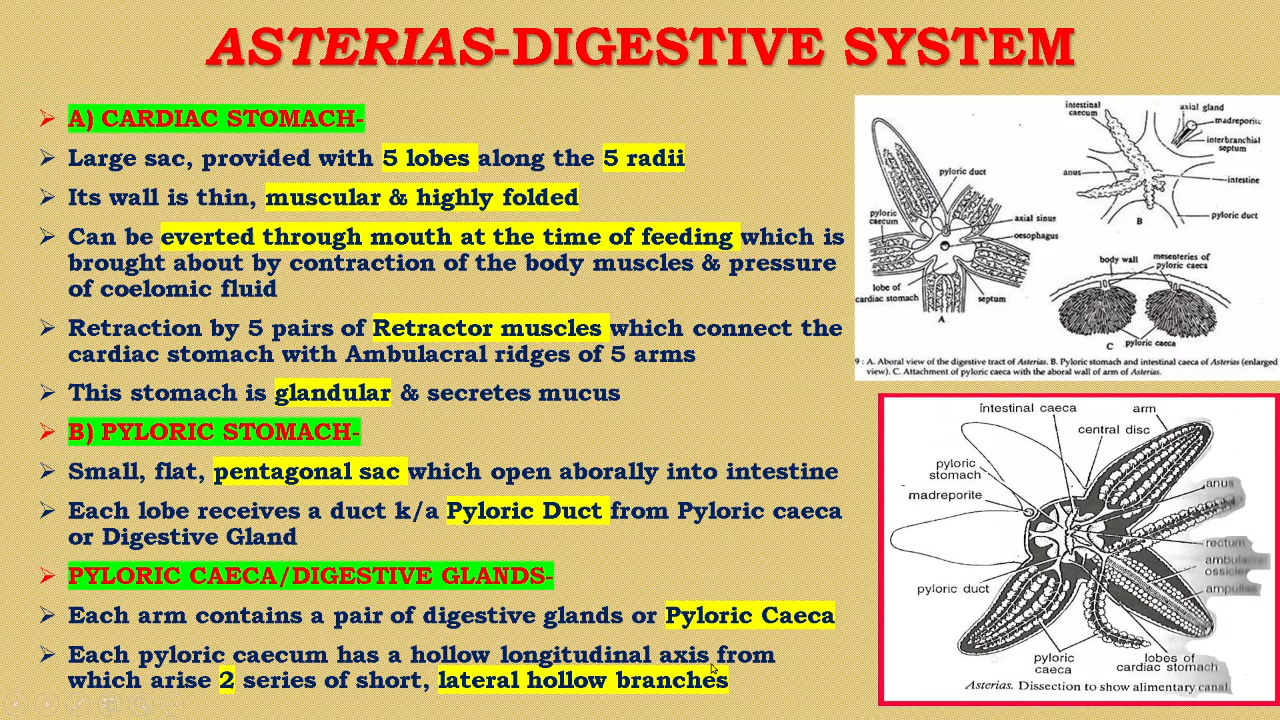 ASTERIAS-DIGESTIVE SYSTEM
➢ A) CARDIAC STOMACH-
➢ Large sac, provided with 5 lobes along the 5 radii
➢ Its wall is thin, muscular & highly folded
➢ Can be everted through mouth at the time of feeding which is
brought about by contraction of the body muscles & pressure
of coelomic fluid
➢ Retraction by 5 pairs of Retractor muscles which connect the
cardiac stomach with Ambulacral ridges of 5 arms
➢ This stomach is glandular & secretes mucus
➢ B) PYLORIC STOMACH-
➢ Small, flat, pentagonal sac which open aborally into intestine
➢ Each lobe receives a duct k/a Pyloric Duct from Pyloric caeca
or Digestive Gland
➢ PYLORIC CAECA/DIGESTIVE GLANDS-
➢ Each arm contains a pair of digestive glands or Pyloric Caeca
➢ Each pyloric caecum has a hollow longitudinal axis from
which arise 2 series of short, lateral hollow branches
pyloric duct
pyloric
caecum
axial sinus
oesophagus
lobe of
cardiac stomach
septum
A
intestinal
caecum
axial gland
madreporite
interbranchial
septum
anus
intestine
pyloric duct
B
body wall
mesenteries of
pyloric caeca
C
pyloric caeca
9 : A. Aboral view of the digestive tract of Asterias. B. Pyloric stomach and intestinal caeca of Asterias (enlarged
view). C. Attachment of pyloric caeca with the aboral wall of arm of Asterias.
intestinal caeca
arm
central disc
pyloric
stomach
madreporite
anus
rectum
ossicles
pyloric duct
pyloric
caeca
lobes of
cardiac stomach
Asterias. Dissection to show alimentary canal